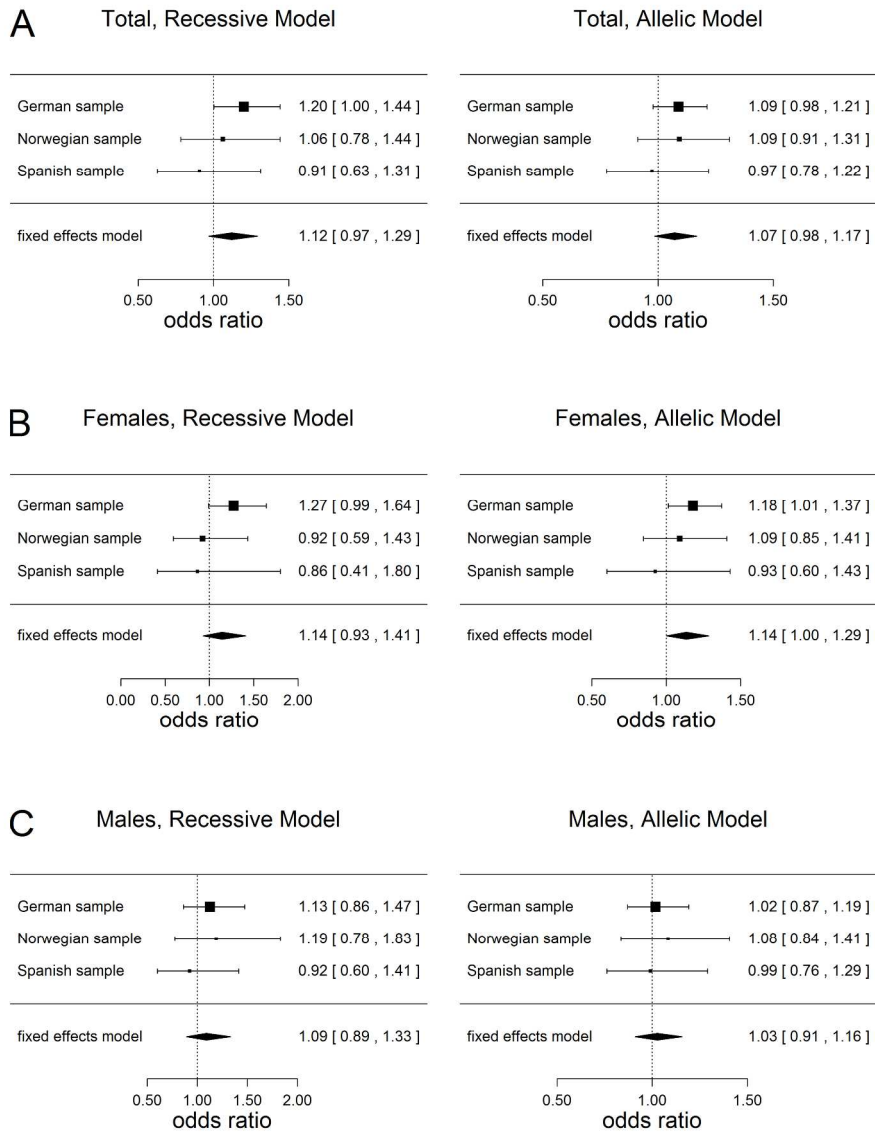 A
Total, Recessive Model
German sample 1.20 [ 1.00 , 1.44 ]
Norwegian sample 1.06 [ 0.78 , 1.44 ]
Spanish sample 0.91 [ 0.63 , 1.31 ]
fixed effects model 1.12 [ 0.97 , 1.29 ]
0.50 1.00 1.50
odds ratio
Total, Allelic Model
German sample 1.09 [ 0.98 , 1.21 ]
Norwegian sample 1.09 [ 0.91 , 1.31 ]
Spanish sample 0.97 [ 0.78 , 1.22 ]
fixed effects model 1.07 [ 0.98 , 1.17 ]
0.50 1.00 1.50
odds ratio
B
Females, Recessive Model
German sample 1.27 [ 0.99 , 1.64 ]
Norwegian sample 0.92 [ 0.59 , 1.43 ]
Spanish sample 0.86 [ 0.41 , 1.80 ]
fixed effects model 1.14 [ 0.93 , 1.41 ]
0.00 0.50 1.00 1.50 2.00
odds ratio
Females, Allelic Model
German sample 1.18 [ 1.01 , 1.37 ]
Norwegian sample 1.09 [ 0.85 , 1.41 ]
Spanish sample 0.93 [ 0.60 , 1.43 ]
fixed effects model 1.14 [ 1.00 , 1.29 ]
0.50 1.00 1.50
odds ratio
C
Males, Recessive Model
German sample 1.13 [ 0.86 , 1.47 ]
Norwegian sample 1.19 [ 0.78 , 1.83 ]
Spanish sample 0.92 [ 0.60 , 1.41 ]
fixed effects model 1.09 [ 0.89 , 1.33 ]
0.50 1.00 1.50 2.00
odds ratio
Males, Allelic Model
German sample 1.02 [ 0.87 , 1.19 ]
Norwegian sample 1.08 [ 0.84 , 1.41 ]
Spanish sample 0.99 [ 0.76 , 1.29 ]
fixed effects model 1.03 [ 0.91 , 1.16 ]
0.50 1.00 1.50
odds ratio